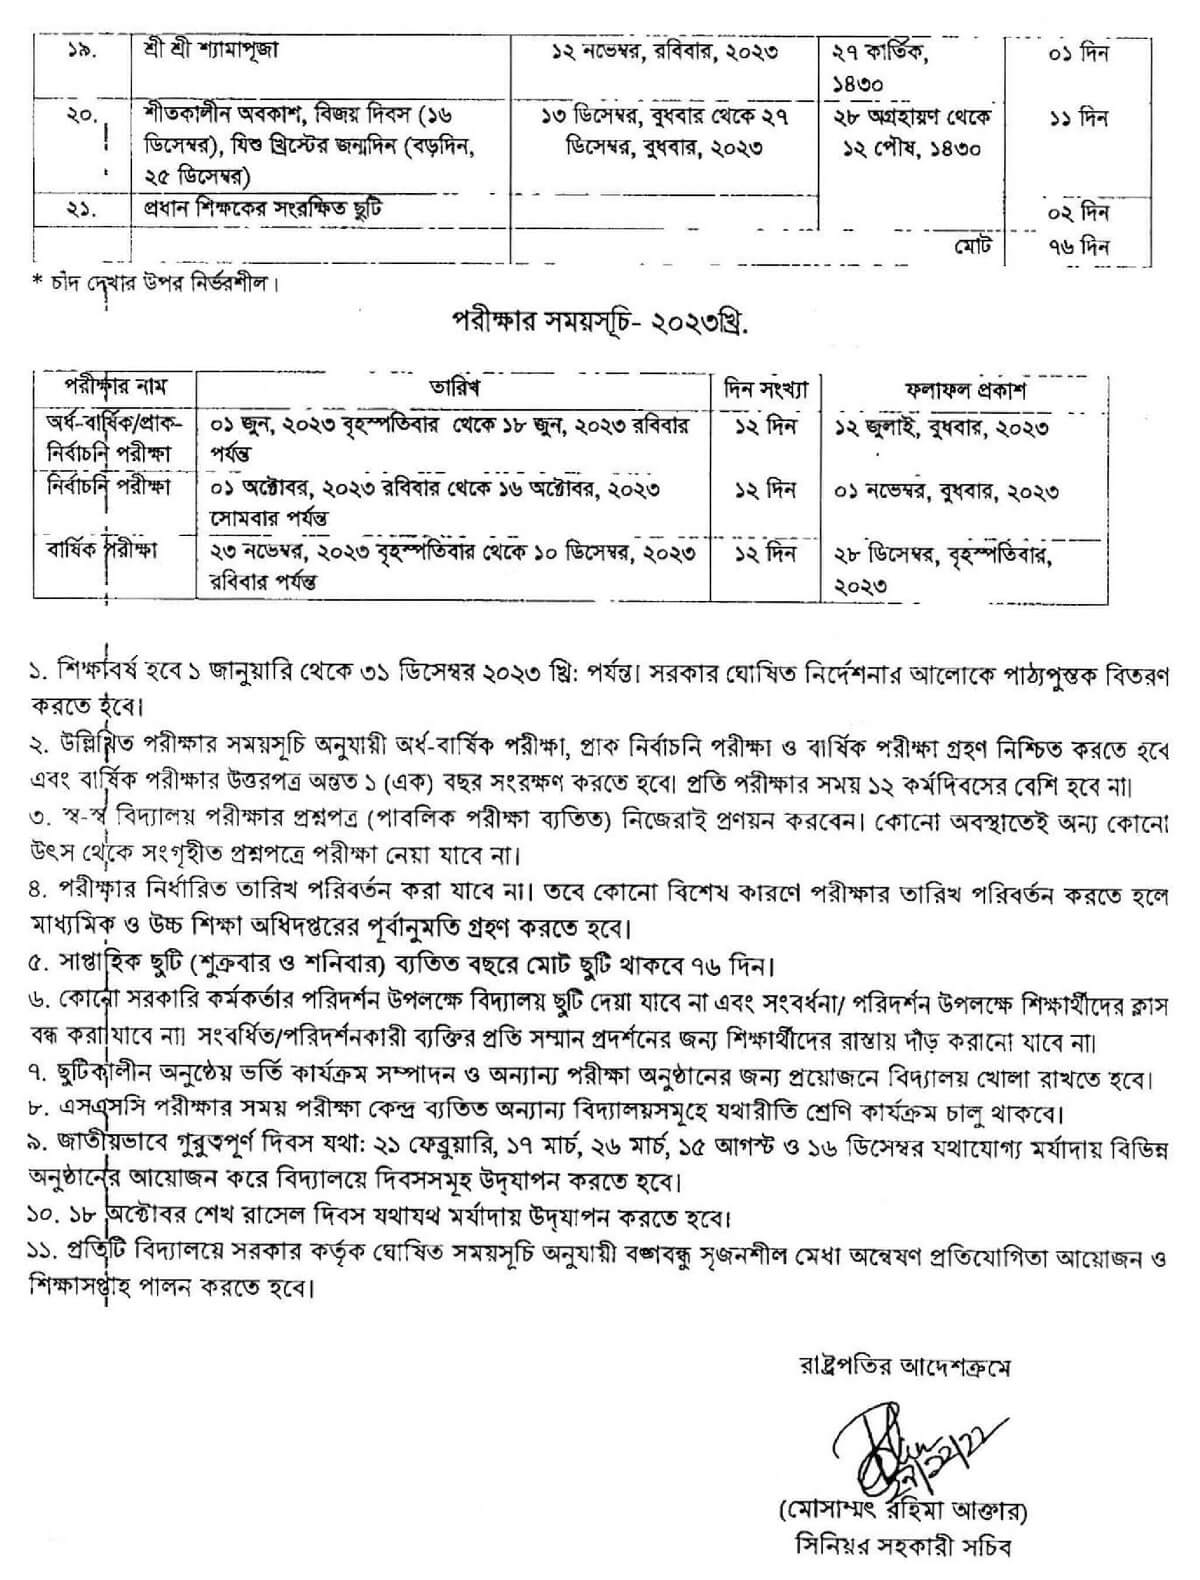 ১৯. শ্রী শ্রী শ্যামাপূজা ১২ নভেম্বর, রবিবার, ২০২৩ ২৭ কার্তিক, ০১ দিন
১৪৩০
২০. শীতকালীন অবকাশ, বিজয় দিবস (১৬ ১৩ ডিসেম্বর, বুধবার থেকে ২৭ ২৮ অগ্রহায়ণ থেকে ১১ দিন
ডিসেম্বর), যিশু খ্রিস্টের জন্মদিন (বড়দিন, ডিসেম্বর, বুধবার, ২০২৩ ১২ পৌষ, ১৪৩০
২৫ ডিসেম্বর)
২১. প্রধান শিক্ষকের সংরক্ষিত ছুটি ০২ দিন
মোট ৭৬ দিন
* চাঁদ দেখার উপর নির্ভরশীল।
পরীক্ষার সময়সূচি- ২০২৩খ্রি.
পরীক্ষার নাম তারিখ দিন সংখ্যা ফলাফল প্রকাশ
অর্ধ-বার্ষিক/প্রাক- ০১ জুন, ২০২৩ বৃহস্পতিবার থেকে ১৮ জুন, ২০২৩ রবিবার ১২ দিন ১২ জুলাই, বুধবার, ২০২৩
নির্বাচনি পরীক্ষা পর্যন্ত
নির্বাচনি পরীক্ষা ০১ অক্টোবর, ২০২৩ রবিবার থেকে ১৬ অক্টোবর, ২০২৩ ১২ দিন ০১ নভেম্বর, বুধবার, ২০২৩
সোমবার পর্যন্ত
বার্ষিক পরীক্ষা ২৩ নভেম্বর, ২০২৩ বৃহস্পতিবার থেকে ১০ ডিসেম্বর, ২০২৩ ১২ দিন ২৮ ডিসেম্বর, বৃহস্পতিবার,
রবিবার পর্যন্ত ২০২৩
১. শিক্ষাবর্ষ হবে ১ জানুয়ারি থেকে ৩১ ডিসেম্বর ২০২৩ খ্রি: পর্যন্ত। সরকার ঘোষিত নির্দেশনার আলোকে পাঠ্যপুস্তক বিতরণ
করতে হবে।
২. উল্লিখিত পরীক্ষার সময়সূচি অনুযায়ী অর্ধ-বার্ষিক পরীক্ষা, প্রাক নির্বাচনি পরীক্ষা ও বার্ষিক পরীক্ষা গ্রহণ নিশ্চিত করতে হবে
এবং বার্ষিক পরীক্ষার উত্তরপত্র অন্তত ১ (এক) বছর সংরক্ষণ করতে হবে। প্রতি পরীক্ষার সময় ১২ কর্মদিবসের বেশি হবে না।
৩. স্ব-স্ব বিদ্যালয় পরীক্ষার প্রশ্নপত্র (পাবলিক পরীক্ষা ব্যতিত) নিজেরাই প্রণয়ন করবেন। কোনো অবস্থাতেই অন্য কোনো
উৎস থেকে সংগৃহীত প্রশ্নপত্রে পরীক্ষা নেয়া যাবে না।
৪. পরীক্ষার নির্ধারিত তারিখ পরিবর্তন করা যাবে না। তবে কোনো বিশেষ কারণে পরীক্ষার তারিখ পরিবর্তন করতে হলে
মাধ্যমিক ও উচ্চ শিক্ষা অধিদপ্তরের পূর্বানুমতি গ্রহণ করতে হবে।
৫. সাপ্তাহিক ছুটি (শুক্রবার ও শনিবার) ব্যতিত বছরে মোট ছুটি থাকবে ৭৬ দিন।
৬. কোনো সরকারি কর্মকর্তার পরিদর্শন উপলক্ষে বিদ্যালয় ছুটি দেয়া যাবে না এবং সংবর্ধনা/ পরিদর্শন উপলক্ষে শিক্ষার্থীদের ক্লাস
বন্ধ করা যাবে না। সংবর্ধিত/পরিদর্শনকারী ব্যক্তির প্রতি সম্মান প্রদর্শনের জন্য শিক্ষার্থীদের রাস্তায় দাঁড় করানো যাবে না।
৭. ছুটিকালীন অনুষ্ঠেয় ভর্তি কার্যক্রম সম্পাদন ও অন্যান্য পরীক্ষা অনুষ্ঠানের জন্য প্রয়োজনে বিদ্যালয় খোলা রাখতে হবে।
৮. এসএসসি পরীক্ষার সময় পরীক্ষা কেন্দ্র ব্যতিত অন্যান্য বিদ্যালয়সমূহে যথারীতি শ্রেণি কার্যক্রম চালু থাকবে।
৯. জাতীয়ভাবে গুরুত্বপূর্ণ দিবস যথা: ২১ ফেব্রুয়ারি, ১৭ মার্চ, ২৬ মার্চ, ১৫ আগস্ট ও ১৬ ডিসেম্বর যথাযোগ্য মর্যাদায় বিভিন্ন
অনুষ্ঠানের আয়োজন করে বিদ্যালয়ে দিবসসমূহ উদ্‌যাপন করতে হবে।
১০. ১৮ অক্টোবর শেখ রাসেল দিবস যথাযথ মর্যাদায় উদ্‌যাপন করতে হবে।
১১. প্রতিটি বিদ্যালয়ে সরকার কর্তৃক ঘোষিত সময়সূচি অনুযায়ী বঙ্গবন্ধু সৃজনশীল মেধা অন্বেষণ প্রতিযোগিতা আয়োজন ও
শিক্ষাসপ্তাহ পালন করতে হবে।
রাষ্ট্রপতির আদেশক্রমে
(মোসাম্মৎ রহিমা আক্তার)
সিনিয়র সহকারী সচিব